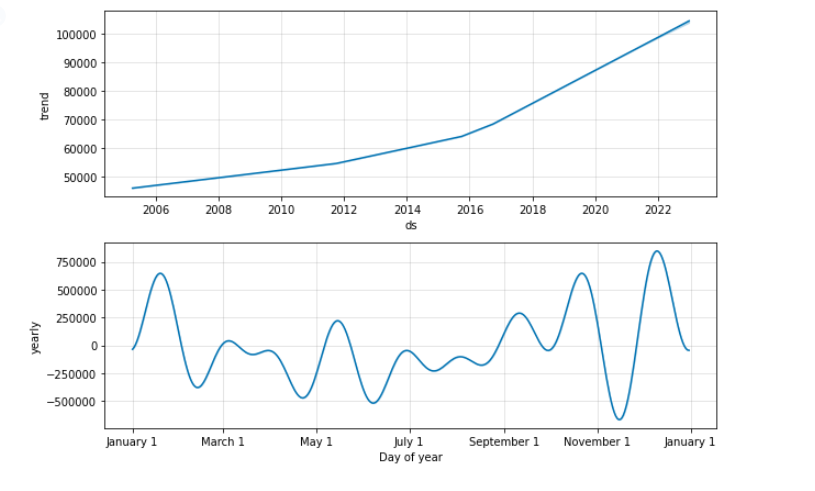 100000
90000
80000
70000
60000
50000
trend
2006 2008 2010 2012 2014 2016 2018 2020 2022
ds
750000
500000
250000
0
−250000
−500000
yearly
January 1 March 1 May 1 July 1 September 1 November 1 January 1
Day of year